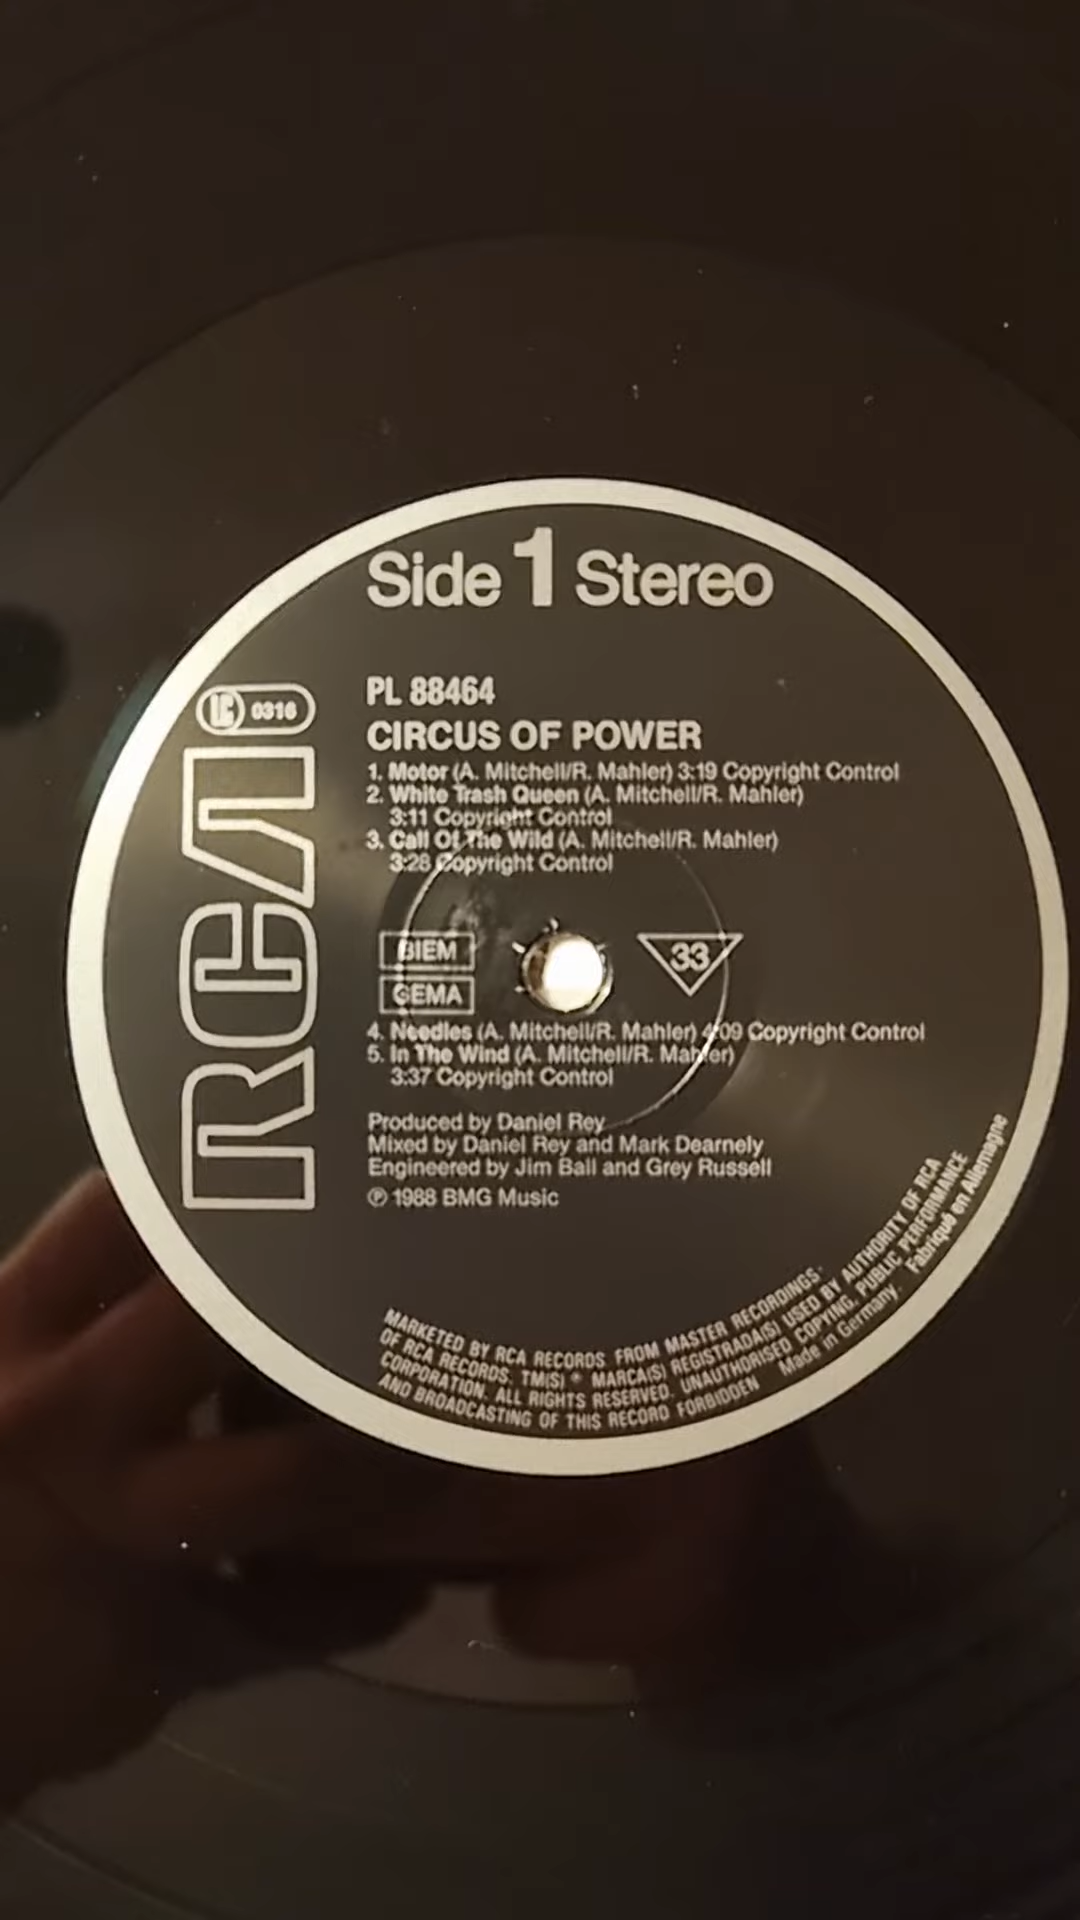 Side 1 Stereo
PL 88464
CIRCUS OF POWER
1. Motor (A. Mitchell/R. Mahler) 3:19 Copyright Control
2. White Trash Queen (A. Mitchell/R. Mahler)
3:11 Copyright Control
3. Call Of The Wild (A. Mitchell/R. Mahler)
3:28 Copyright Control
LC 0316
RCA
BIEM
GEMA
33
4. Needles (A. Mitchell/R. Mahler) 4:09 Copyright Control
5. In The Wind (A. Mitchell/R. Mahler)
3:37 Copyright Control
Produced by Daniel Rey
Mixed by Daniel Rey and Mark Dearnely
Engineered by Jim Ball and Grey Russell
℗ 1988 BMG Music
MARKETED BY RCA RECORDS. FROM MASTER RECORDINGS
OF RCA RECORDS. TM(S) ® MARCA(S) REGISTRADA(S) USED BY AUTHORITY OF RCA
CORPORATION. ALL RIGHTS RESERVED. UNAUTHORISED COPYING, PUBLIC PERFORMANCE
AND BROADCASTING OF THIS RECORD FORBIDDEN Made in Germany. Fabriqué en Allemagne